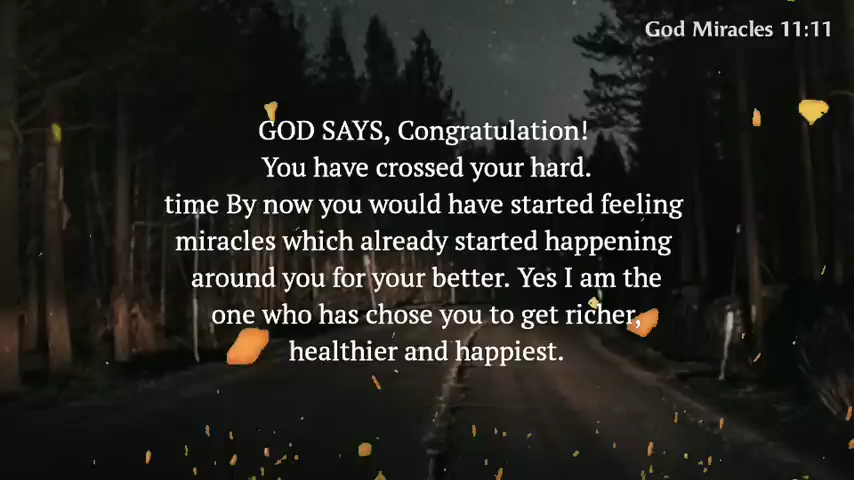 God Miracles 11:11
GOD SAYS, Congratulation!
You have crossed your hard.
time By now you would have started feeling
miracles which already started happening
around you for your better. Yes I am the
one who has chose you to get richer,
healthier and happiest.